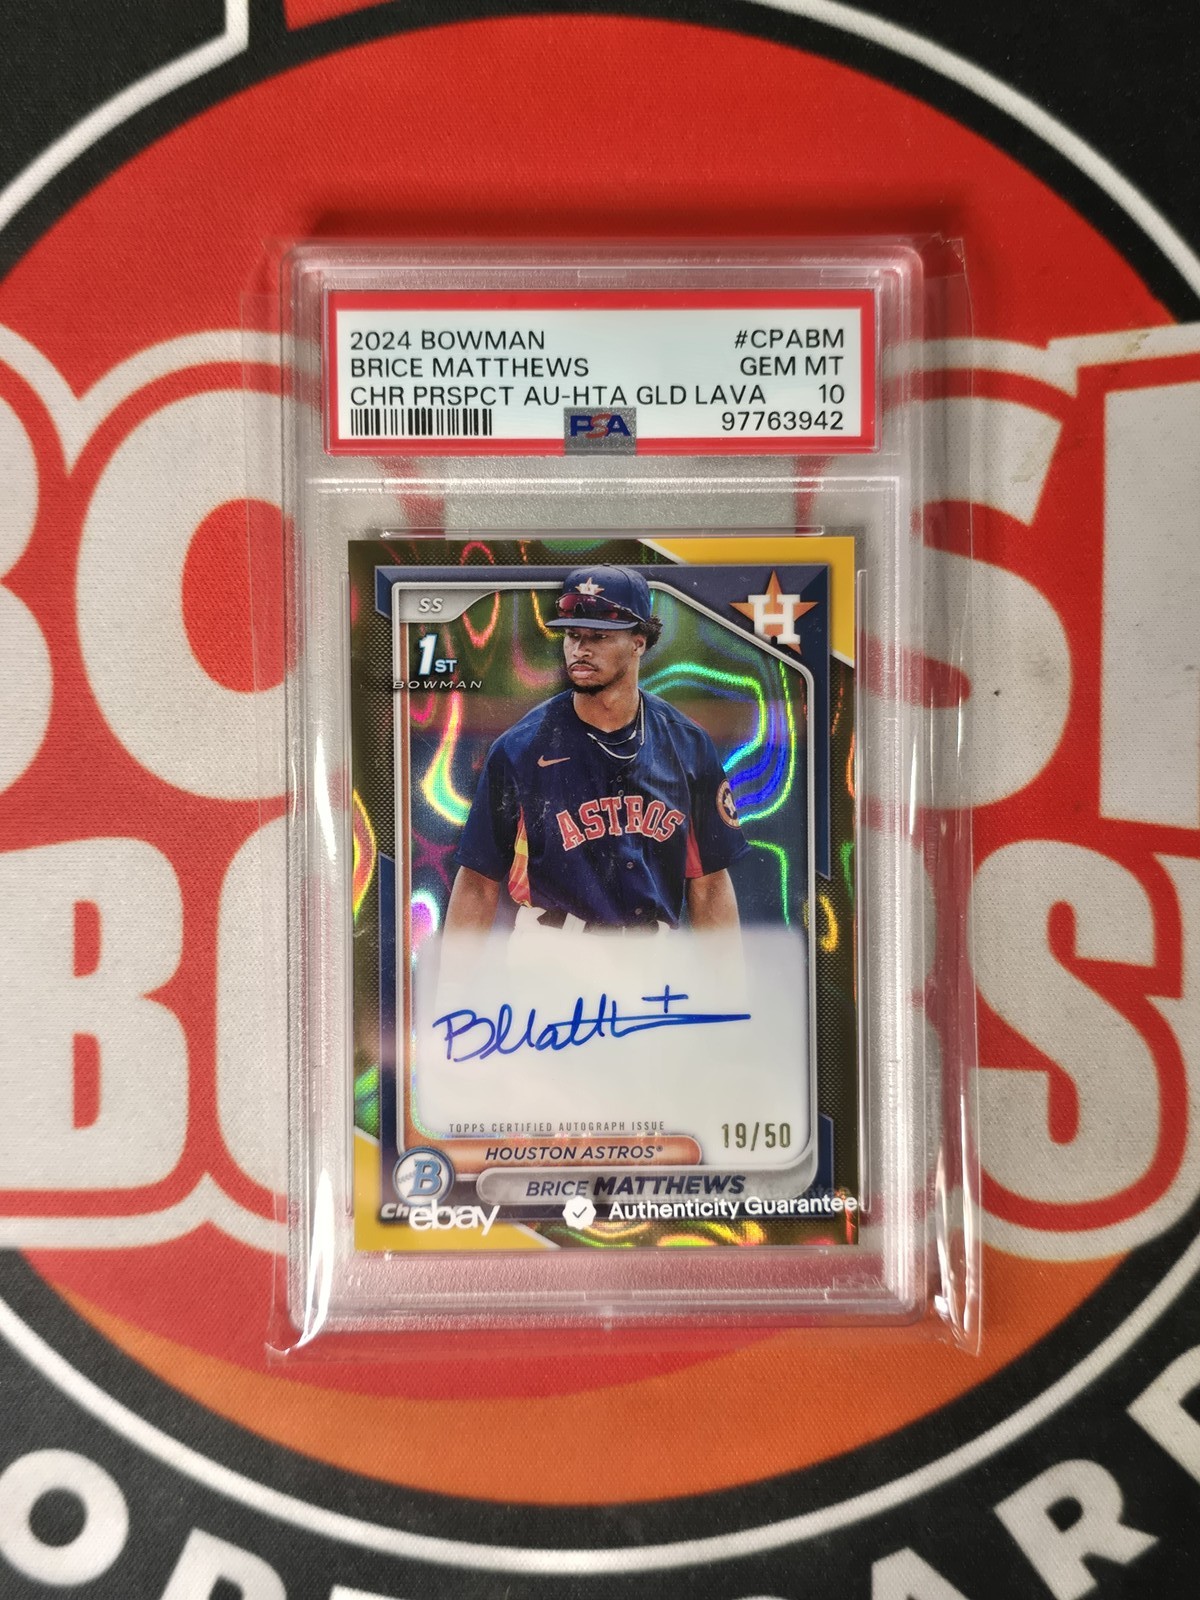 2024 BOWMAN #CPABM
BRICE MATTHEWS GEM MT
CHR PRSPCT AU-HTA GLD LAVA 10
PSA 97763942
SS
H
1ST
BOWMAN
ASTROS
BMatt
TOPPS CERTIFIED AUTOGRAPH ISSUE
19/50
HOUSTON ASTROS®
B
BRICE MATTHEWS
ebay Authenticity Guarantee